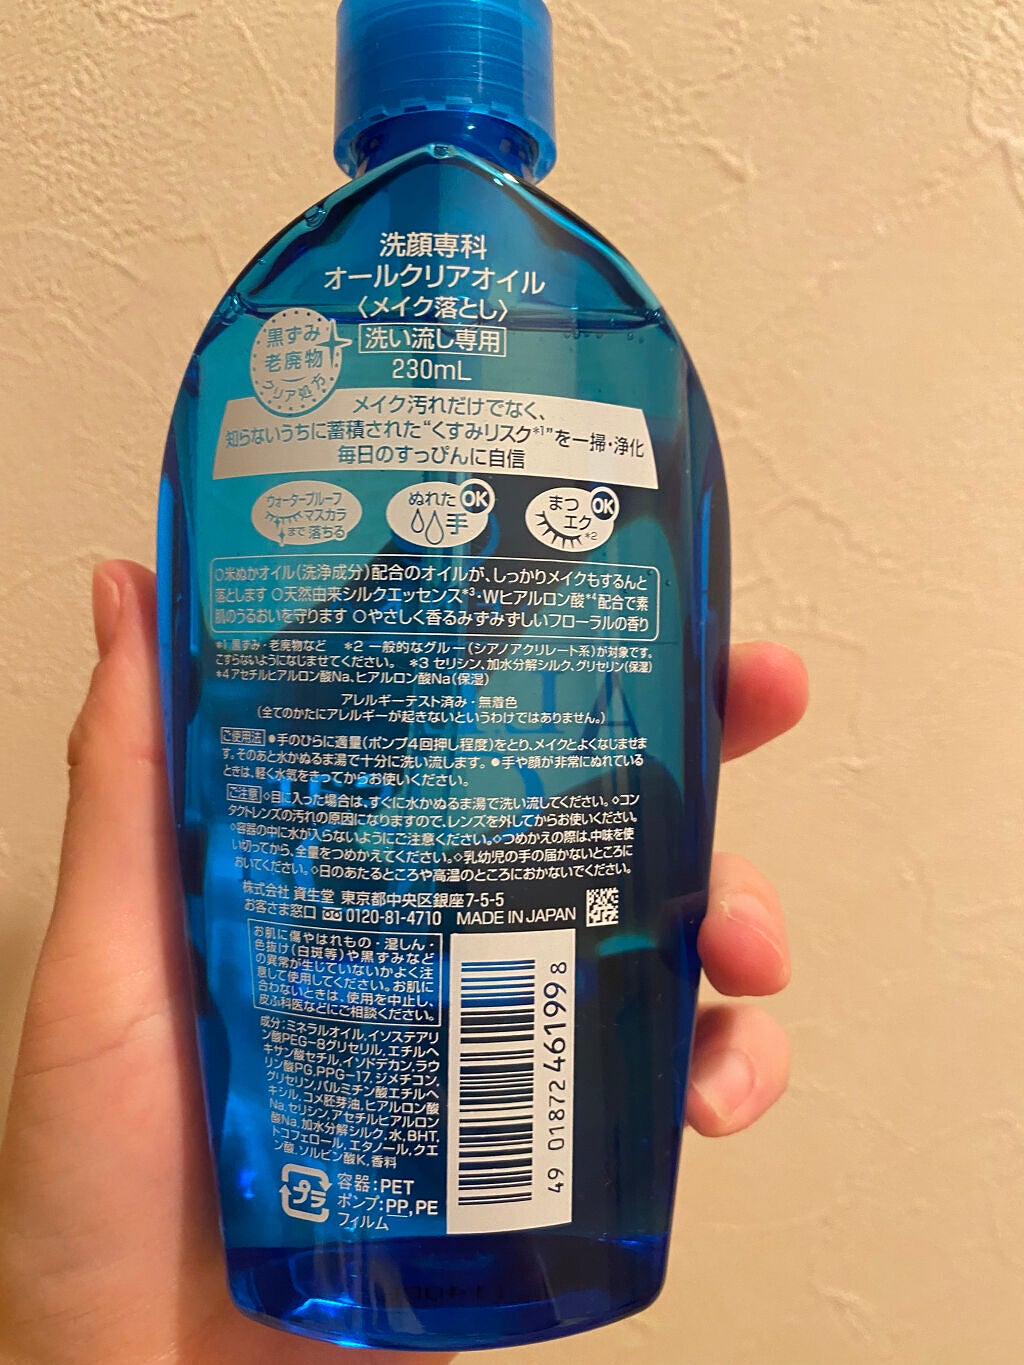 洗顔専科
オールクリアオイル
〈メイク落とし〉
洗い流し専用
230mL
黒ずみ
老廃物
クリア処方
メイク汚れだけでなく、
知らないうちに蓄積された“くすみリスク*1”を一掃・浄化
毎日のすっぴんに自信
ウォータープルーフ
マスカラ
まで落ちる
ぬれた
手
OK
まつ
エク
*2
OK
○米ぬかオイル(洗浄成分)配合のオイルが、しっかりメイクもするんと
落とします ○天然由来シルクエッセンス*3・Wヒアルロン酸*4配合で素
肌のうるおいを守ります ○やさしく香るみずみずしいフローラルの香り
*1 黒ずみ・老廃物など *2 一般的なグルー(シアノアクリレート系)が対象です。
こすらないようになじませてください。 *3 セリシン、加水分解シルク、グリセリン(保湿)
*4 アセチルヒアルロン酸Na、ヒアルロン酸Na(保湿)
アレルギーテスト済み・無着色
(全てのかたにアレルギーが起きないというわけではありません。)
ご使用法 ●手のひらに適量(ポンプ4回押し程度)をとり、メイクとよくなじませま
す。そのあと水かぬるま湯で十分に洗い流します。●手や顔が非常にぬれている
ときは、軽く水気をきってからお使いください。
ご注意 ◇目に入った場合は、すぐに水かぬるま湯で洗い流してください。◇コン
タクトレンズの汚れの原因になりますので、レンズを外してからお使いください。
◇容器の中に水が入らないようにご注意ください。◇つめかえの際は、中味を使
い切ってから、全量をつめかえてください。◇乳幼児の手の届かないところに
おいてください。◇日のあたるところや高温のところにおかないでください。
株式会社 資生堂 東京都中央区銀座7-5-5
お客さま窓口 0120-81-4710 MADE IN JAPAN
お肌に傷やはれもの・湿しん・
色抜け(白斑等)や黒ずみなど
の異常が生じていないかよく注
意して使用してください。お肌に
合わないときは、使用を中止し、
皮ふ科医などにご相談ください。
成分:ミネラルオイル,イソステアリ
ン酸PEG-8グリセリル,エチルヘ
キサン酸セチル,イソドデカン,ラウ
リン酸PG,PPG-17,ジメチコン,
グリセリン,パルミチン酸エチルヘ
キシル,コメ胚芽油,ヒアルロン酸
Na,セリシン,アセチルヒアルロン
酸Na,加水分解シルク,水,BHT,
トコフェロール,エタノール,クエ
ン酸,ソルビン酸K,香料
プラ
容器:PET
ポンプ:PP,PE
フィルム
49 01872 46199 8